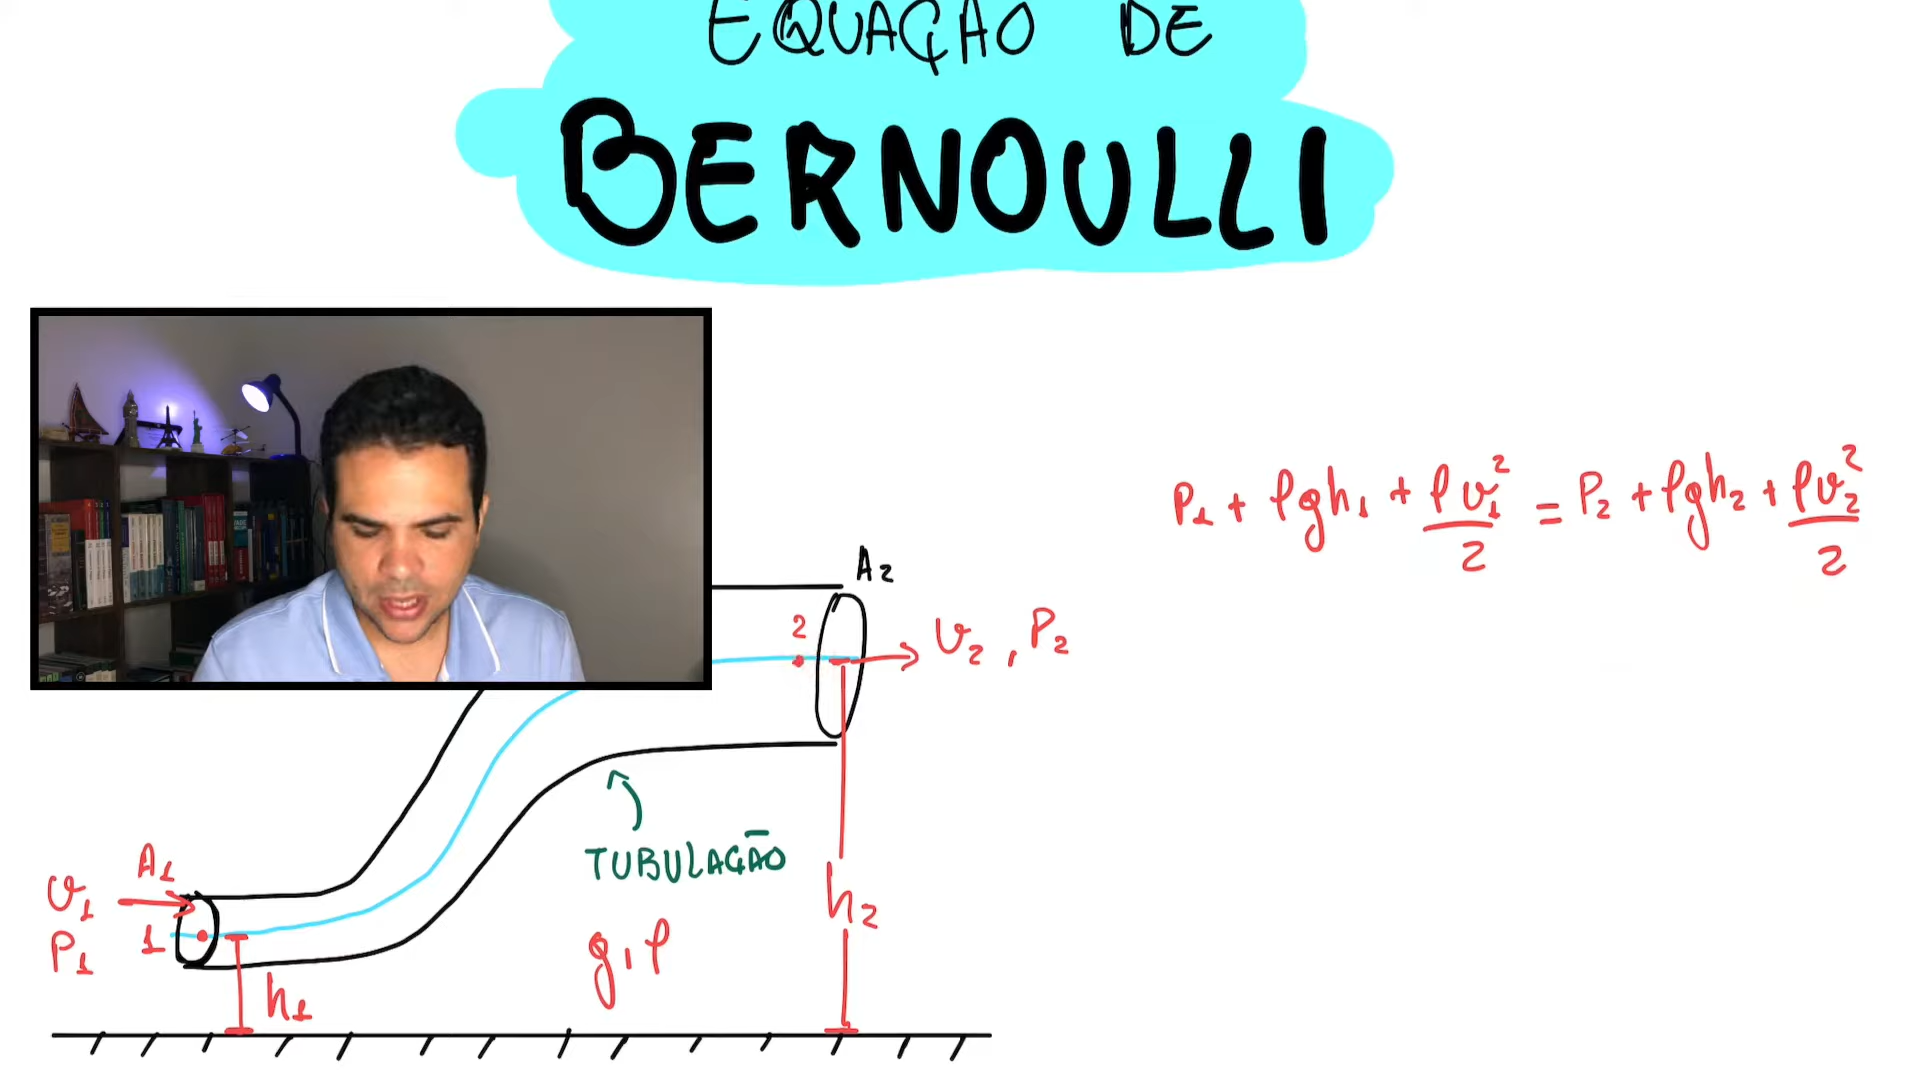 EQUAÇÃO DE
BERNOULLI
P₁ + ρgh₁ + ρv₁²/2 = P₂ + ρgh₂ + ρv₂²/2
A₂
2
v₂ , P₂
TUBULAÇÃO
A₁
v₁
P₁
1
h₁
g, ρ
h₂